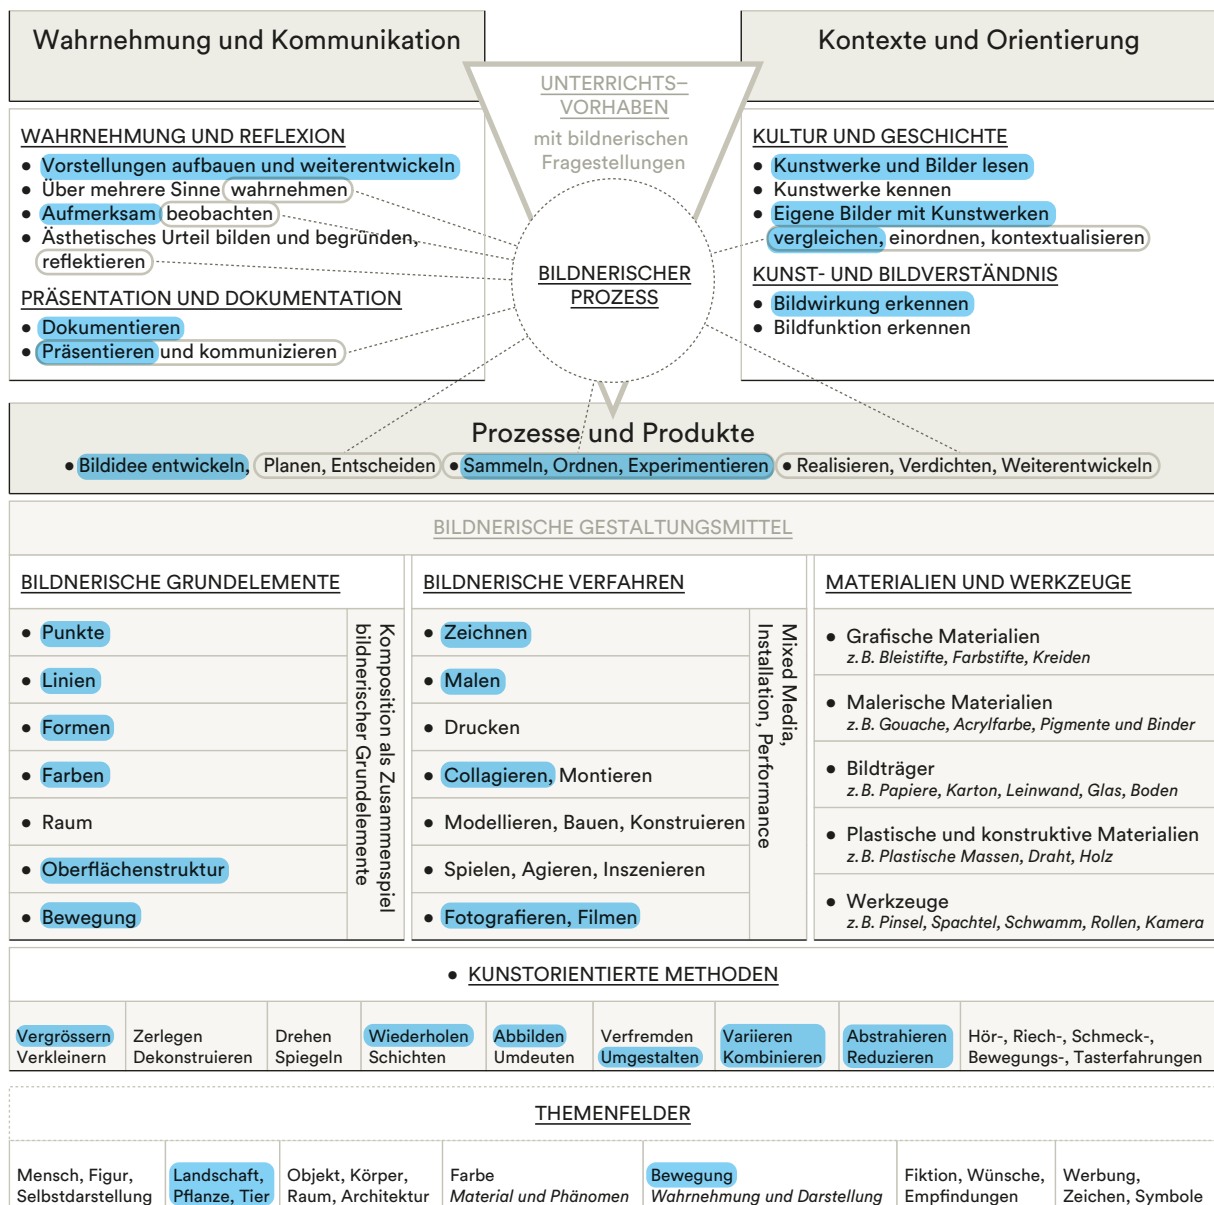 Wahrnehmung und Kommunikation
Kontexte und Orientierung
UNTERRICHTS–
VORHABEN
mit bildnerischen
Fragestellungen
WAHRNEHMUNG UND REFLEXION
• Vorstellungen aufbauen und weiterentwickeln
• Über mehrere Sinne wahrnehmen
• Aufmerksam beobachten
• Ästhetisches Urteil bilden und begründen,
reflektieren
PRÄSENTATION UND DOKUMENTATION
• Dokumentieren
• Präsentieren und kommunizieren
BILDNERISCHER
PROZESS
KULTUR UND GESCHICHTE
• Kunstwerke und Bilder lesen
• Kunstwerke kennen
• Eigene Bilder mit Kunstwerken
vergleichen, einordnen, kontextualisieren
KUNST- UND BILDVERSTÄNDNIS
• Bildwirkung erkennen
• Bildfunktion erkennen
Prozesse und Produkte
• Bildidee entwickeln, Planen, Entscheiden • Sammeln, Ordnen, Experimentieren • Realisieren, Verdichten, Weiterentwickeln
BILDNERISCHE GESTALTUNGSMITTEL
BILDNERISCHE GRUNDELEMENTE
• Punkte
• Linien
• Formen
• Farben
• Raum
• Oberflächenstruktur
• Bewegung
Komposition als Zusammenspiel
bildnerischer Grundelemente
BILDNERISCHE VERFAHREN
• Zeichnen
• Malen
• Drucken
• Collagieren, Montieren
• Modellieren, Bauen, Konstruieren
• Spielen, Agieren, Inszenieren
• Fotografieren, Filmen
Mixed Media,
Installation, Performance
MATERIALIEN UND WERKZEUGE
• Grafische Materialien
z.B. Bleistifte, Farbstifte, Kreiden
• Malerische Materialien
z.B. Gouache, Acrylfarbe, Pigmente und Binder
• Bildträger
z.B. Papiere, Karton, Leinwand, Glas, Boden
• Plastische und konstruktive Materialien
z.B. Plastische Massen, Draht, Holz
• Werkzeuge
z.B. Pinsel, Spachtel, Schwamm, Rollen, Kamera
• KUNSTORIENTIERTE METHODEN
Vergrössern
Verkleinern
Zerlegen
Dekonstruieren
Drehen
Spiegeln
Wiederholen
Schichten
Abbilden
Umdeuten
Verfremden
Umgestalten
Variieren
Kombinieren
Abstrahieren
Reduzieren
Hör-, Riech-, Schmeck-,
Bewegungs-, Tasterfahrungen
THEMENFELDER
Mensch, Figur,
Selbstdarstellung
Landschaft,
Pflanze, Tier
Objekt, Körper,
Raum, Architektur
Farbe
Material und Phänomen
Bewegung
Wahrnehmung und Darstellung
Fiktion, Wünsche,
Empfindungen
Werbung,
Zeichen, Symbole